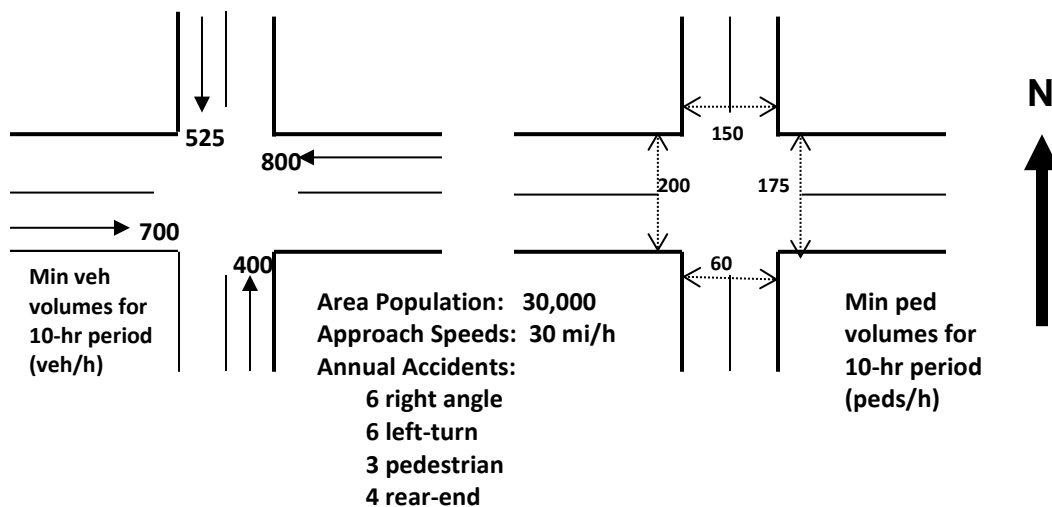 N
525
800
700
400
150
200
175
60
Min veh
volumes for
10-hr period
(veh/h)
Area Population: 30,000
Approach Speeds: 30 mi/h
Annual Accidents:
6 right angle
6 left-turn
3 pedestrian
4 rear-end
Min ped
volumes for
10-hr period
(peds/h)